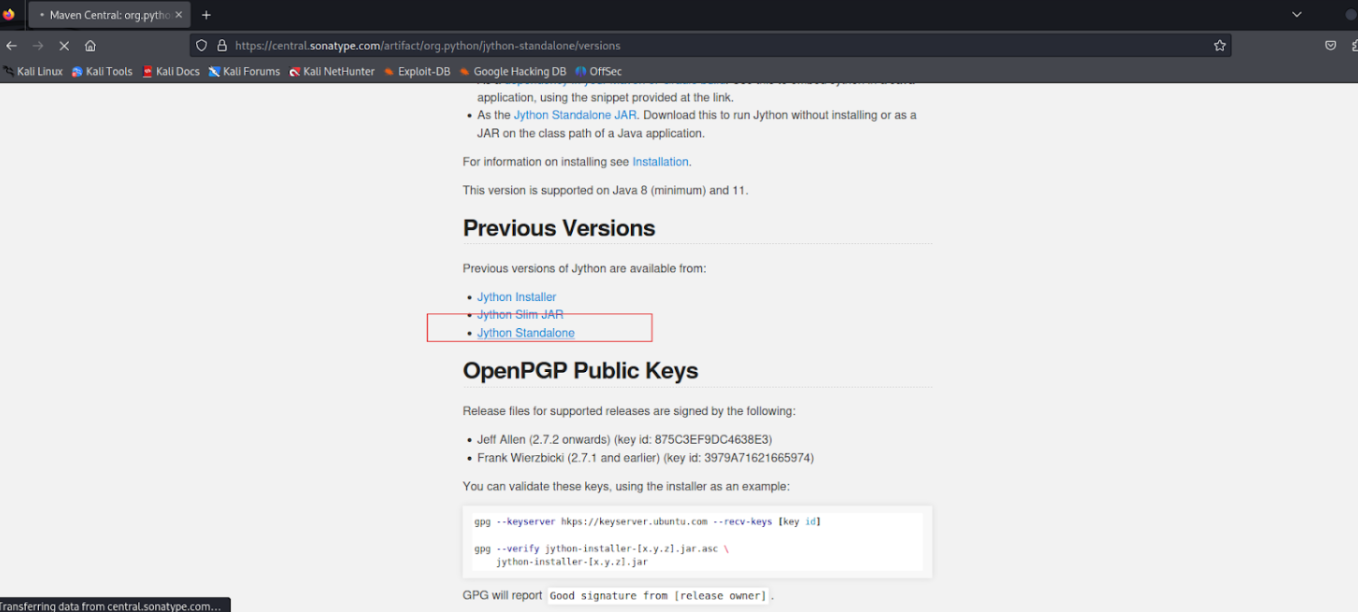 Maven Central: org.pytho
https://central.sonatype.com/artifact/org.python/jython-standalone/versions
Kali Linux Kali Tools Kali Docs Kali Forums Kali NetHunter Exploit-DB Google Hacking DB OffSec
application, using the snippet provided at the link.
As the Jython Standalone JAR. Download this to run Jython without installing or as a
JAR on the class path of a Java application.
For information on installing see Installation.
This version is supported on Java 8 (minimum) and 11.
Previous Versions
Previous versions of Jython are available from:
Jython Installer
Jython Slim JAR
Jython Standalone
OpenPGP Public Keys
Release files for supported releases are signed by the following:
Jeff Allen (2.7.2 onwards) (key id: 875C3EF9DC4638E3)
Frank Wierzbicki (2.7.1 and earlier) (key id: 3979A71621665974)
You can validate these keys, using the installer as an example:
gpg --keyserver hkps://keyserver.ubuntu.com --recv-keys [key id]
gpg --verify jython-installer-[x.y.z].jar.asc \
jython-installer-[x.y.z].jar
GPG will report Good signature from [release owner] .
Transferring data from central.sonatype.com...